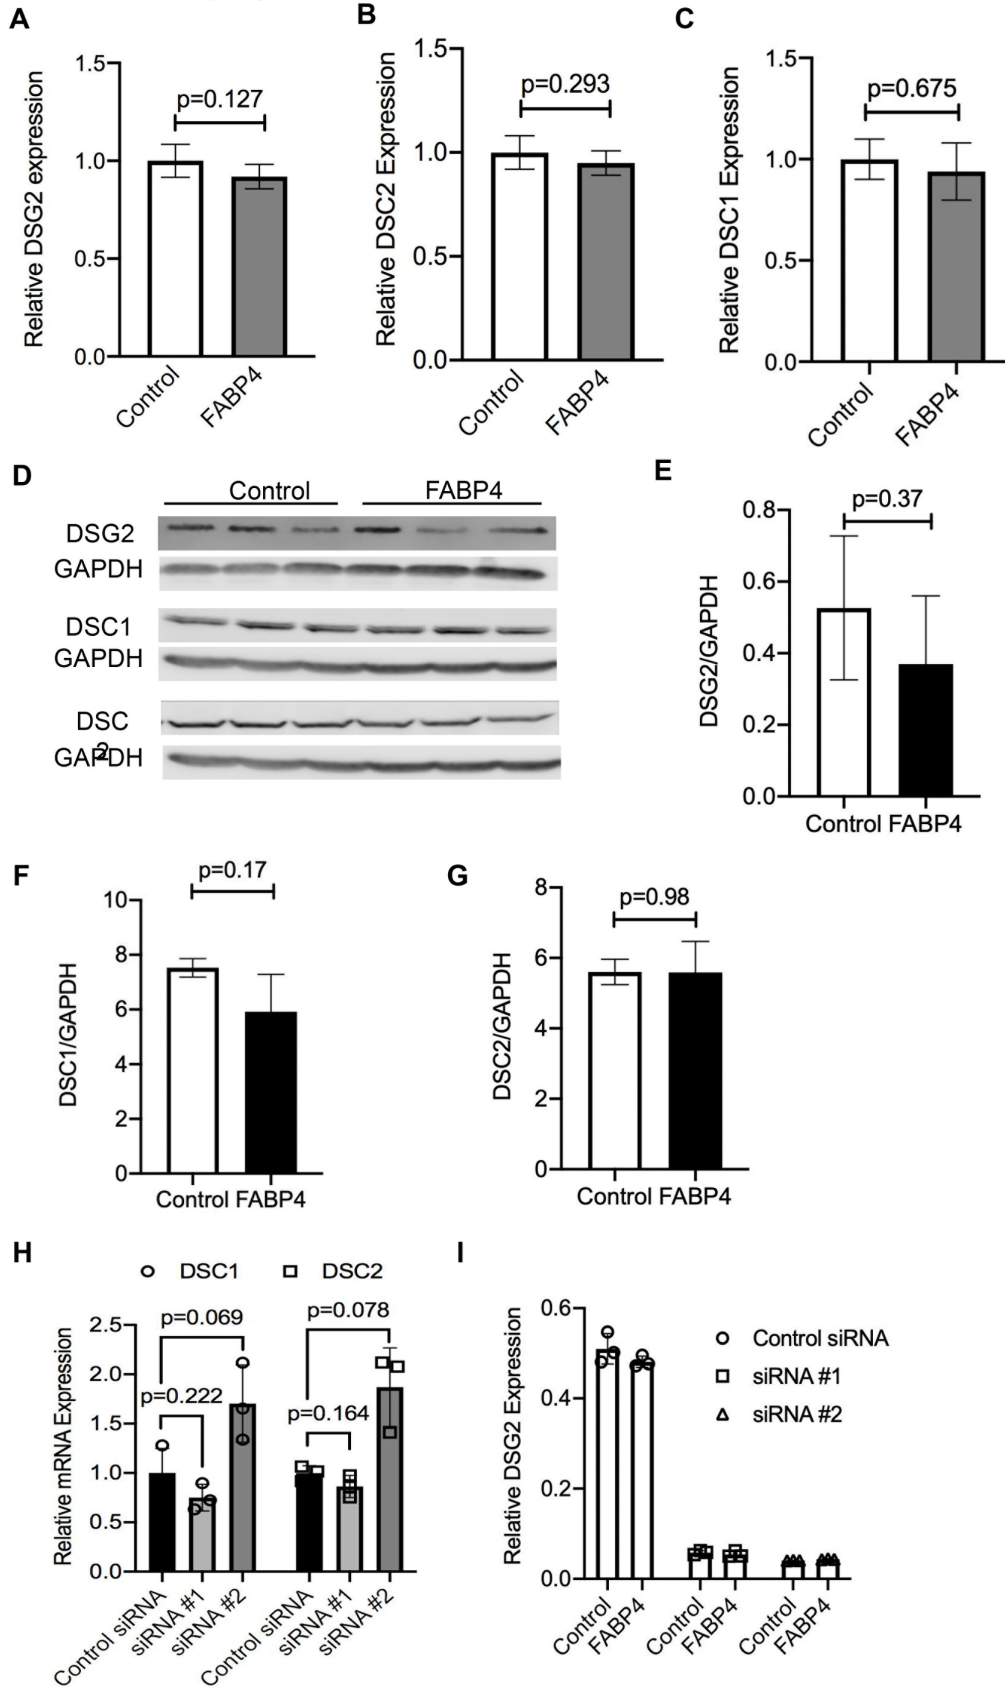 A
Relative DSG2 expression
1.5
1.0
0.5
0.0
p=0.127
Control
FABP4
B
Relative DSC2 Expression
1.5
1.0
0.5
0.0
p=0.293
Control
FABP4
C
Relative DSC1 Expression
1.5
1.0
0.5
0.0
p=0.675
Control
FABP4
D
Control
FABP4
DSG2
GAPDH
DSC1
GAPDH
DSC
2
GAPDH
E
DSG2/GAPDH
0.8
0.6
0.4
0.2
0.0
p=0.37
Control FABP4
F
DSC1/GAPDH
10
8
6
4
2
0
p=0.17
Control FABP4
G
DSC2/GAPDH
8
6
4
2
0
p=0.98
Control FABP4
H
DSC1
DSC2
Relative mRNA Expression
2.5
2.0
1.5
1.0
0.5
0.0
p=0.069
p=0.222
p=0.078
p=0.164
Control siRNA
siRNA #1
siRNA #2
Control siRNA
siRNA #1
siRNA #2
I
Relative DSG2 Expression
0.6
0.4
0.2
0.0
Control siRNA
siRNA #1
siRNA #2
Control
FABP4
Control
FABP4
Control
FABP4